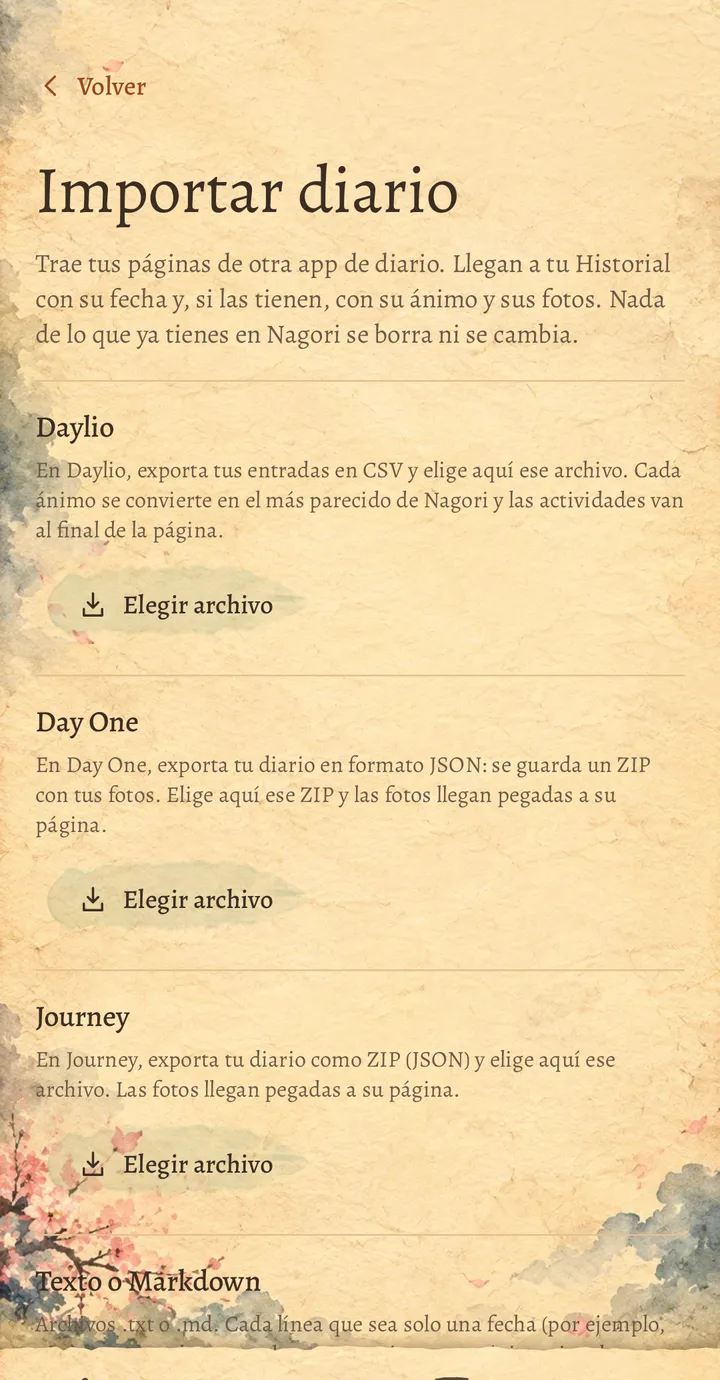 Volver
Importar diario
Trae tus páginas de otra app de diario. Llegan a tu Historial
con su fecha y, si las tienen, con su ánimo y sus fotos. Nada
de lo que ya tienes en Nagori se borra ni se cambia.
Daylio
En Daylio, exporta tus entradas en CSV y elige aquí ese archivo. Cada
ánimo se convierte en el más parecido de Nagori y las actividades van
al final de la página.
Elegir archivo
Day One
En Day One, exporta tu diario en formato JSON: se guarda un ZIP
con tus fotos. Elige aquí ese ZIP y las fotos llegan pegadas a su
página.
Elegir archivo
Journey
En Journey, exporta tu diario como ZIP (JSON) y elige aquí ese
archivo. Las fotos llegan pegadas a su página.
Elegir archivo
Texto o Markdown
Archivos .txt o .md. Cada línea que sea solo una fecha (por ejemplo,